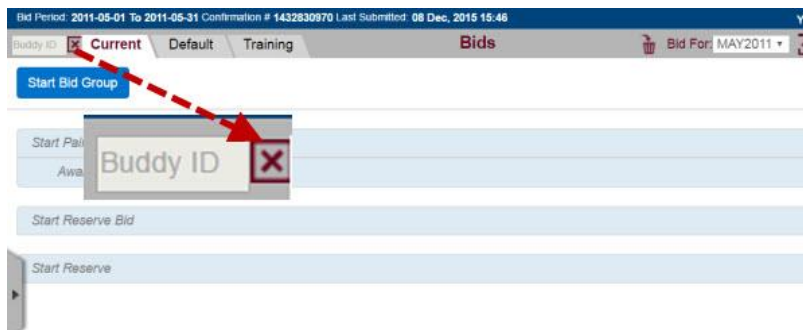 Bid Period: 2011-05-01 To 2011-05-31 Confirmation # 1432830970 Last Submitted: 08 Dec, 2015 15:46
Buddy ID Current Default Training Bids Bid For: MAY2011
Start Bid Group
Start Pai
Awa
Buddy ID
Start Reserve Bid
Start Reserve